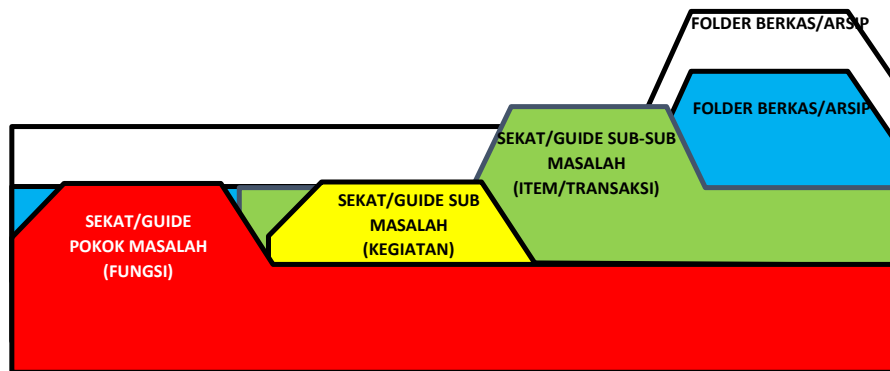 FOLDER BERKAS/ARSIP
FOLDER BERKAS/ARSIP
SEKAT/GUIDE SUB-SUB
MASALAH
(ITEM/TRANSAKSI)
SEKAT/GUIDE SUB
MASALAH
(KEGIATAN)
SEKAT/GUIDE
POKOK MASALAH
(FUNGSI)